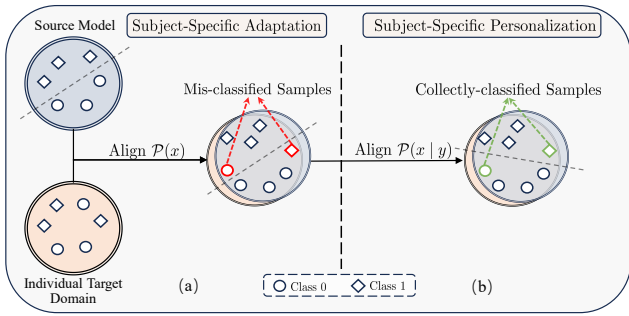 Source Model
Subject-Specific Adaptation
Subject-Specific Personalization
Mis-classified Samples
Collectly-classified Samples
Align P(x)
Align P(x | y)
Individual Target
Domain
(a)
Class 0
Class 1
(b)